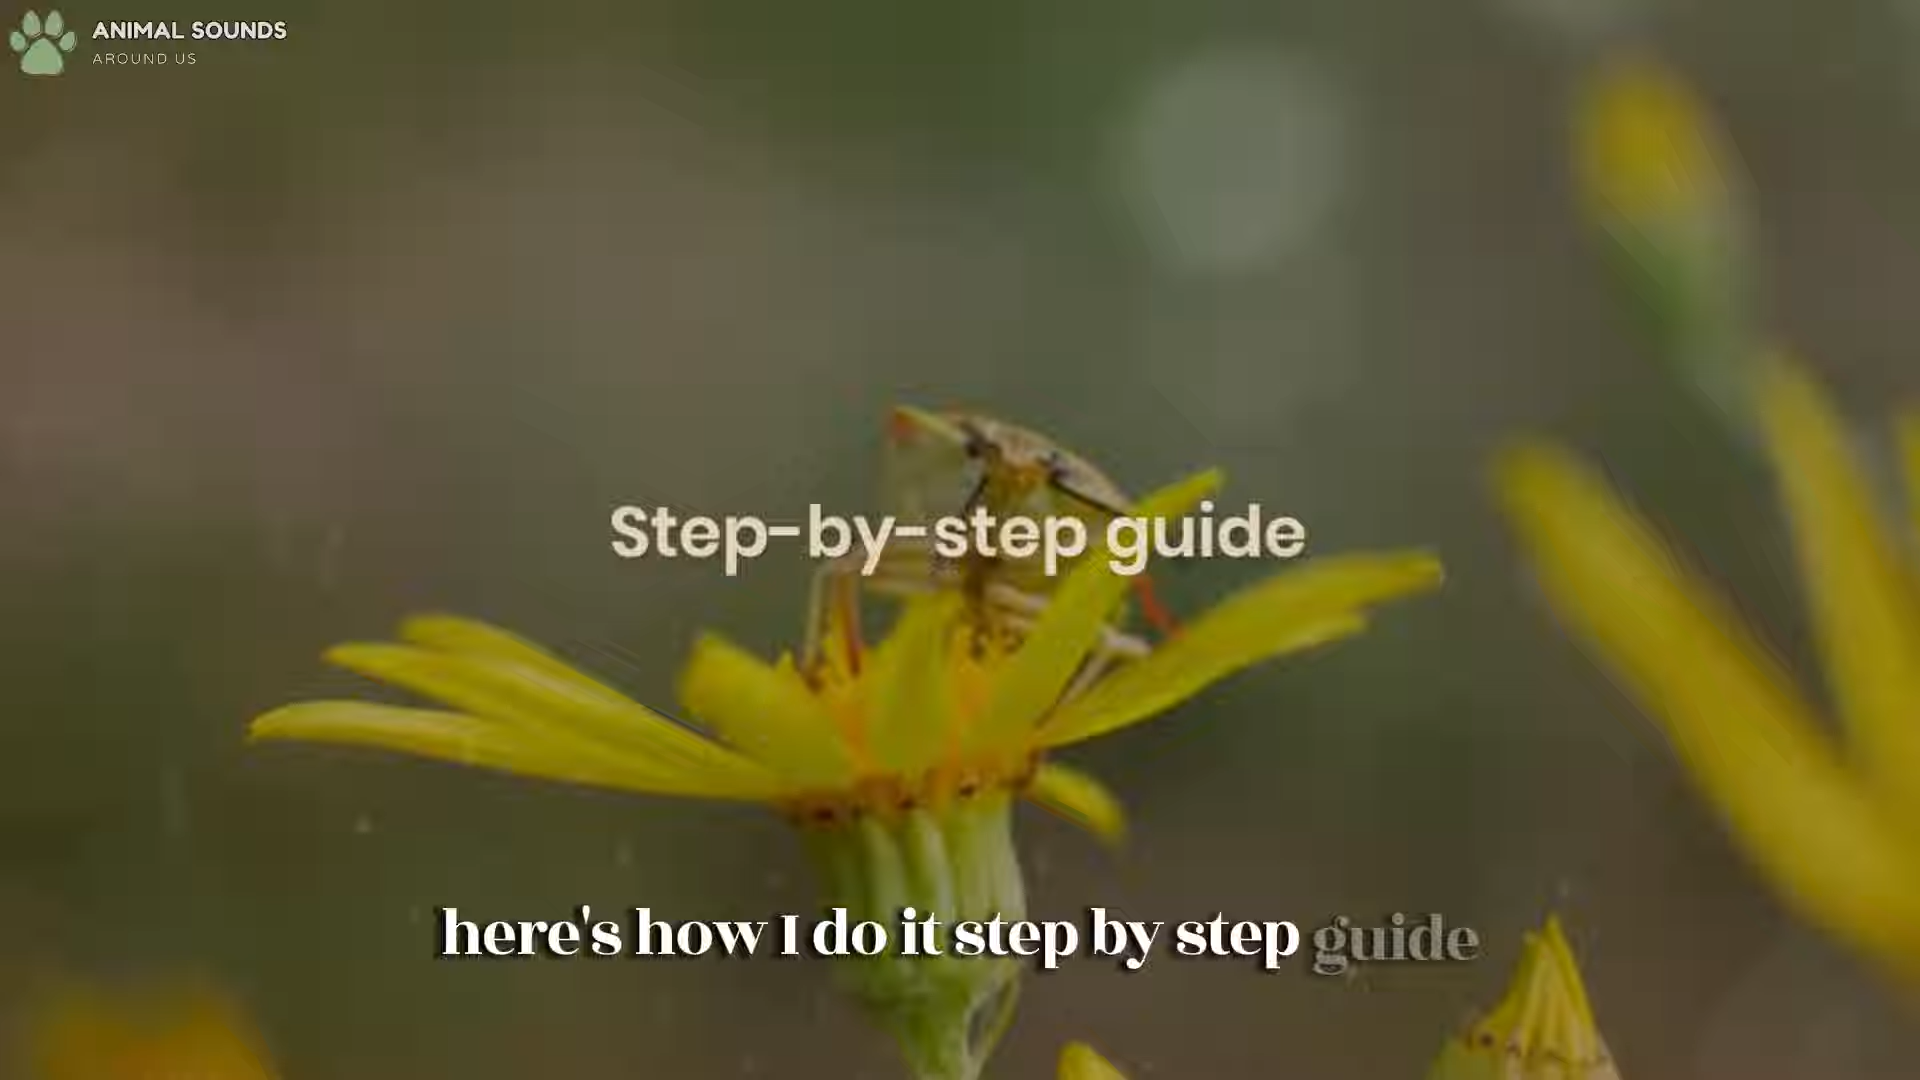 ANIMAL SOUNDS
AROUND US
Step-by-step guide
here's how I do it step by step guide